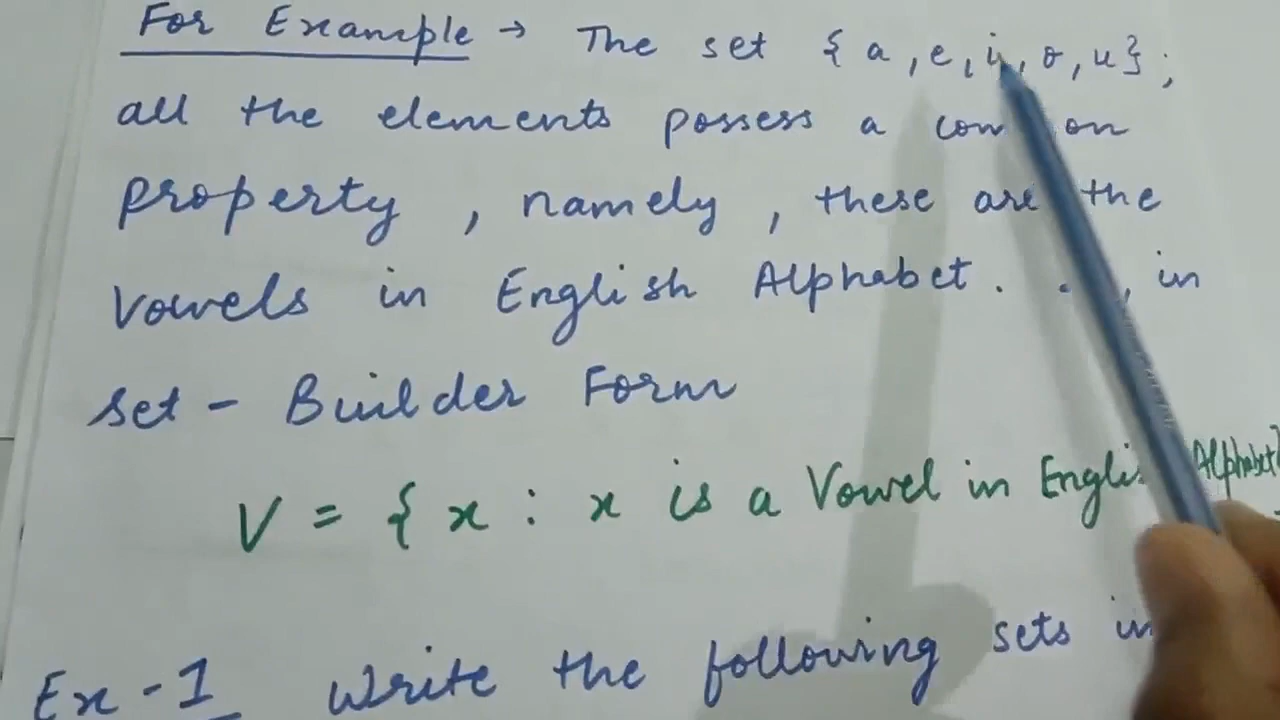 For Example → The set { a , e , i , o , u } ;
all the elements possess a common
property , namely , these are the
Vowels in English Alphabet . in
Set - Builder Form
V = { x : x is a Vowel in English Alphabet }
Ex - 1 Write the following sets in